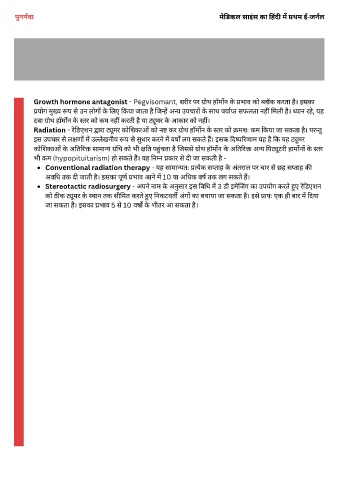 पुनर्नवा
मेडिकल साइंस का हिंदी में प्रथम ई-जर्नल
Growth hormone antagonist - Pegvisomant, शरीर पर ग्रोथ हॉर्मोन के प्रभाव को ब्लॉक करता है। इसका
प्रयोग मुख्य रूप से उन लोगों के लिए किया जाता है जिन्हें अन्य उपचारों के साथ पर्याप्त सफलता नहीं मिली है। ध्यान रहे, यह
दवा ग्रोथ हॉर्मोन के स्तर को कम नहीं करती है या ट्यूमर के आकार को नहीं।
Radiation - रेडिएशन द्वारा ट्यूमर कोशिकाओं को नष्ट कर ग्रोथ हॉर्मोन के स्तर को क्रमशः कम किया जा सकता है। परन्तु
इस उपचार से लक्षणों में उल्लेखनीय रूप से सुधार करने में वर्षों लग सकते हैं। इसके दुष्परिणाम यह है कि यह ट्यूमर
कोशिकाओं के अतिरिक्त सामान्य ग्रंथि को भी क्षति पहुंचता है जिससे ग्रोथ हॉर्मोन के अतिरिक्त अन्य पिट्यूटरी हार्मोनों के स्तर
भी कम (hypopituitarism) हो सकते हैं। यह निम्न प्रकार से दी जा सकती है -
• Conventional radiation therapy - यह सामान्यतः प्रत्येक सप्ताह के अंतराल पर चार से छह सप्ताह की
अवधि तक दी जाती है। इसका पूर्ण प्रभाव आने में 10 या अधिक वर्ष तक लग सकते हैं।
• Stereotactic radiosurgery - अपने नाम के अनुसार इस विधि में 3 डी इमेजिंग का उपयोग करते हुए रेडिएशन
को ठीक ट्यूमर के स्थान तक सीमित करते हुए निकटवर्ती अंगों का बचाया जा सकता है। इसे प्रायः एक ही बार में दिया
जा सकता है। इसका प्रभाव 5 से 10 वर्षों के भीतर आ सकता है।